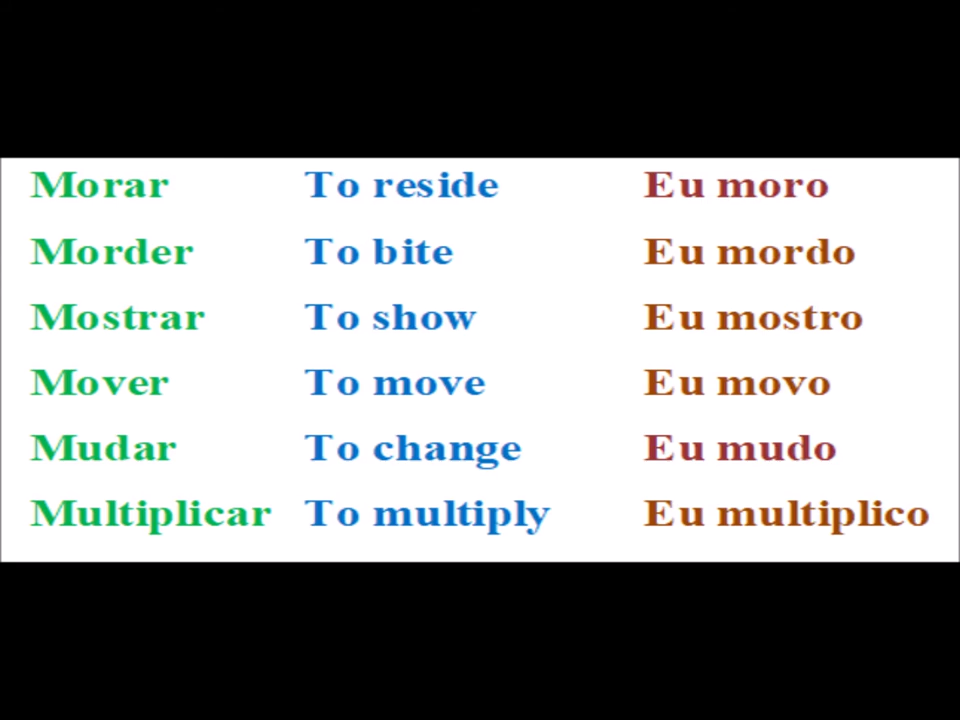 Morar To reside Eu moro
Morder To bite Eu mordo
Mostrar To show Eu mostro
Mover To move Eu movo
Mudar To change Eu mudo
Multiplicar To multiply Eu multiplico